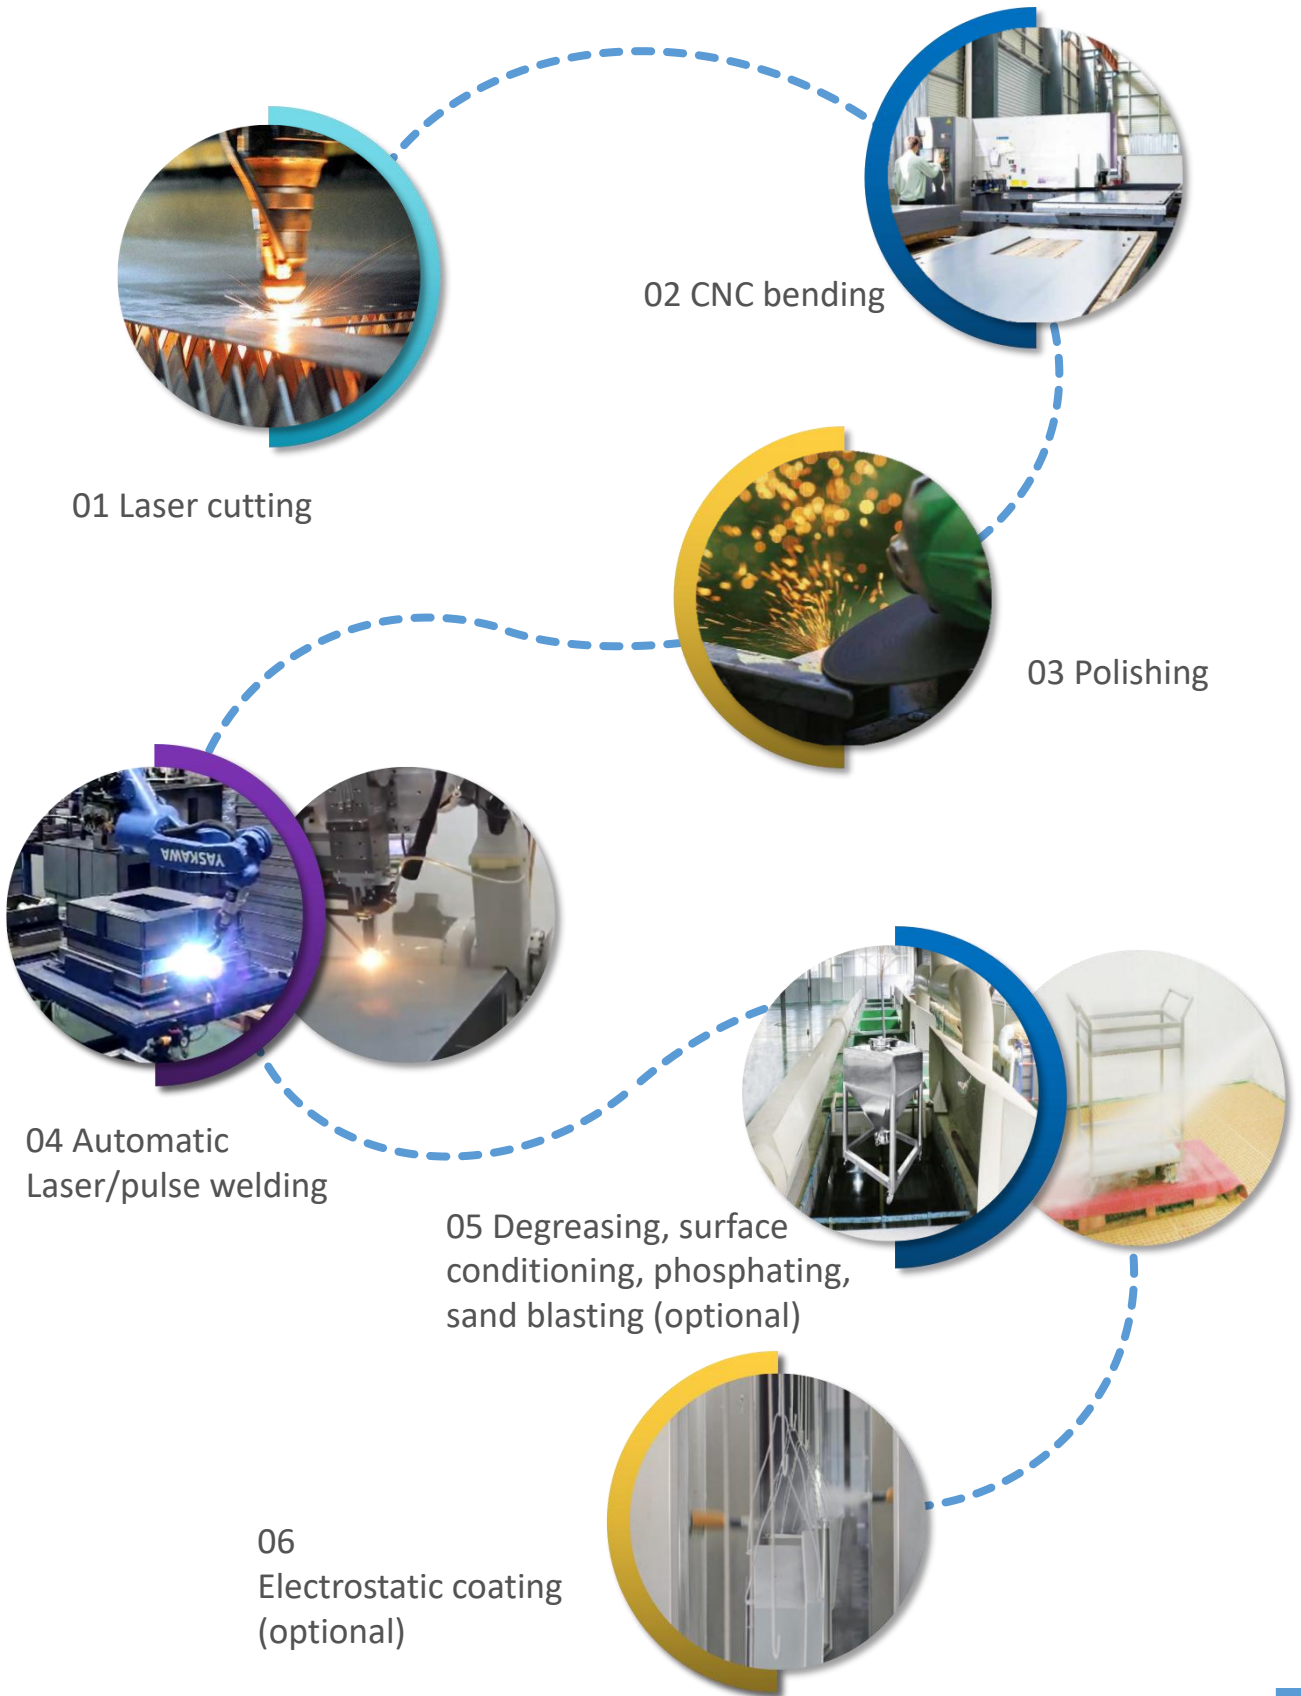 02 CNC bending
01 Laser cutting
03 Polishing
YASKAWA
04 Automatic
Laser/pulse welding
05 Degreasing, surface
conditioning, phosphating,
sand blasting (optional)
06
Electrostatic coating
(optional)